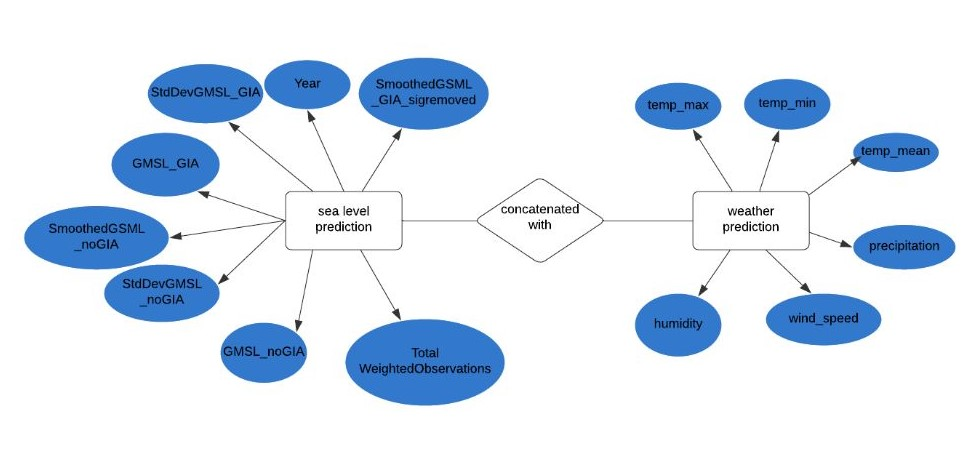 StdDevGMSL_GIA
Year
SmoothedGSML
_GIA_sigremoved
temp_max
temp_min
temp_mean
GMSL_GIA
SmoothedGSML
_noGIA
sea level
prediction
concatenated
with
weather
prediction
precipitation
StdDevGMSL
_noGIA
GMSL_noGIA
Total
WeightedObservations
humidity
wind_speed